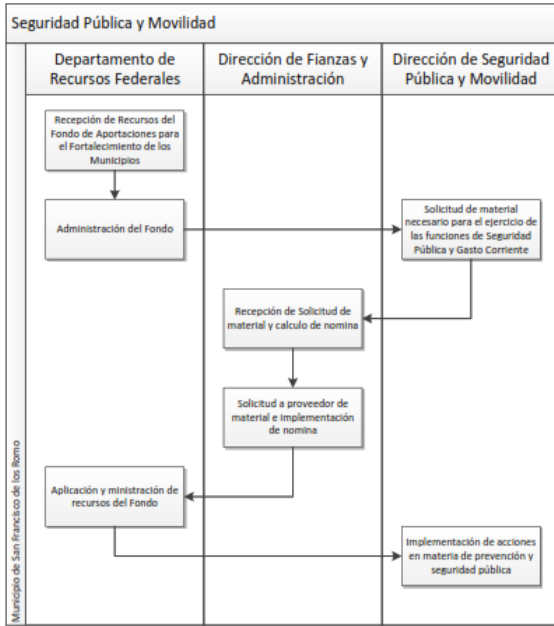 Seguridad Pública y Movilidad
Departamento de
Recursos Federales
Dirección de Fianzas y
Administración
Dirección de Seguridad
Pública y Movilidad
Municipio de San Francisco de los Romo
Recepción de Recursos del
Fondo de Aportaciones para
el Fortalecimiento de los
Municipios
Administración del Fondo
Solicitud de material
necesario para el ejercicio de
las funciones de Seguridad
Pública y Gasto Corriente
Recepción de Solicitud de
material y calculo de nomina
Solicitud a proveedor de
material e implementación
de nomina
Aplicación y ministración de
recursos del Fondo
Implementación de acciones
en materia de prevención y
seguridad pública